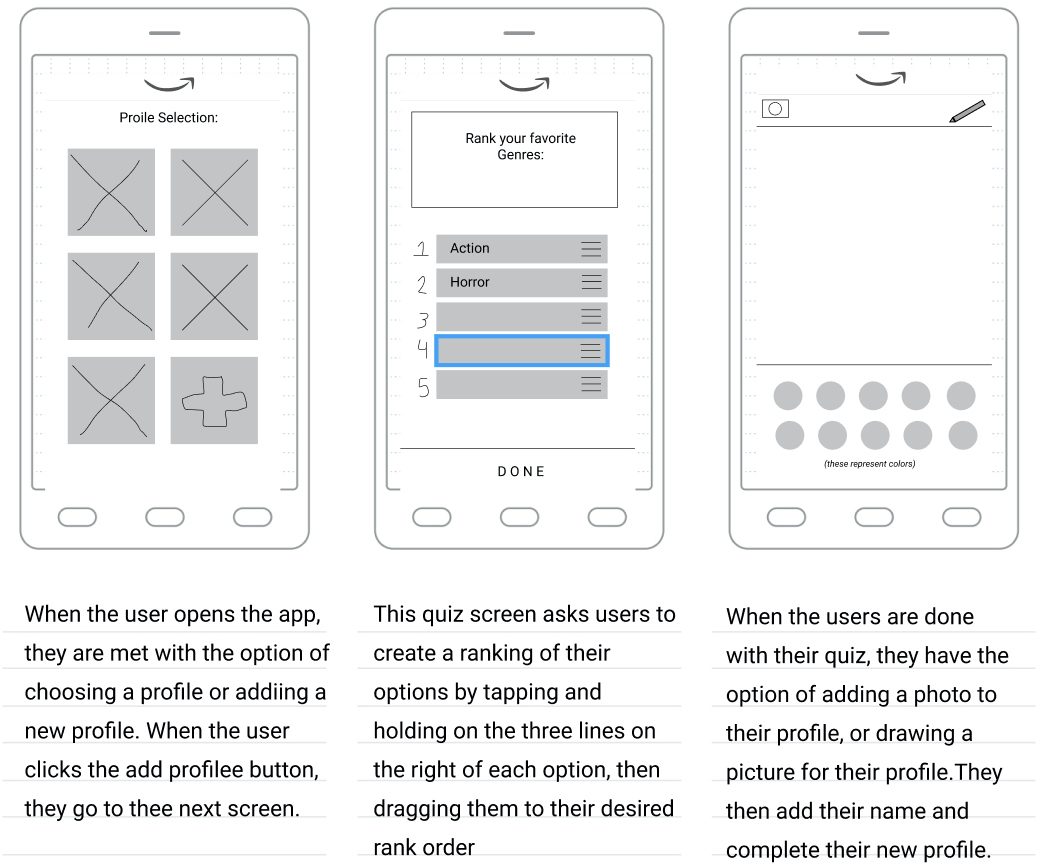 Proile Selection:
Rank your favorite
Genres:
1 Action
2 Horror
3
4
5
DONE
(these represent colors)
When the user opens the app,
they are met with the option of
choosing a profile or addiing a
new profile. When the user
clicks the add profilee button,
they go to thee next screen.
This quiz screen asks users to
create a ranking of their
options by tapping and
holding on the three lines on
the right of each option, then
dragging them to their desired
rank order
When the users are done
with their quiz, they have the
option of adding a photo to
their profile, or drawing a
picture for their profile.They
then add their name and
complete their new profile.